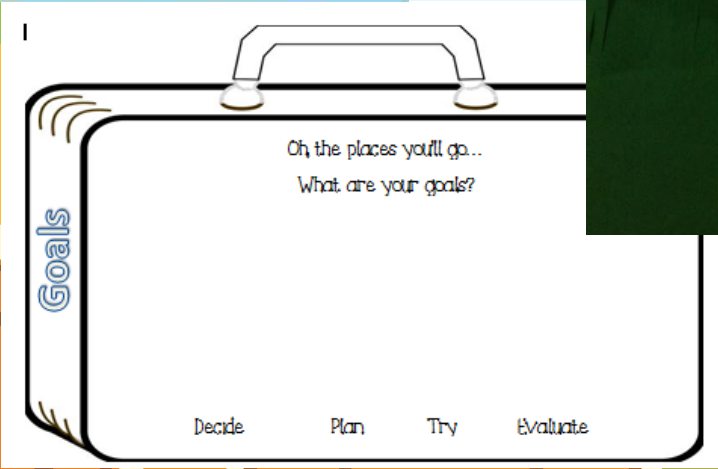 Oh, the places you'll go...
What are your goals?
Goals
Decide Plan Try Evaluate